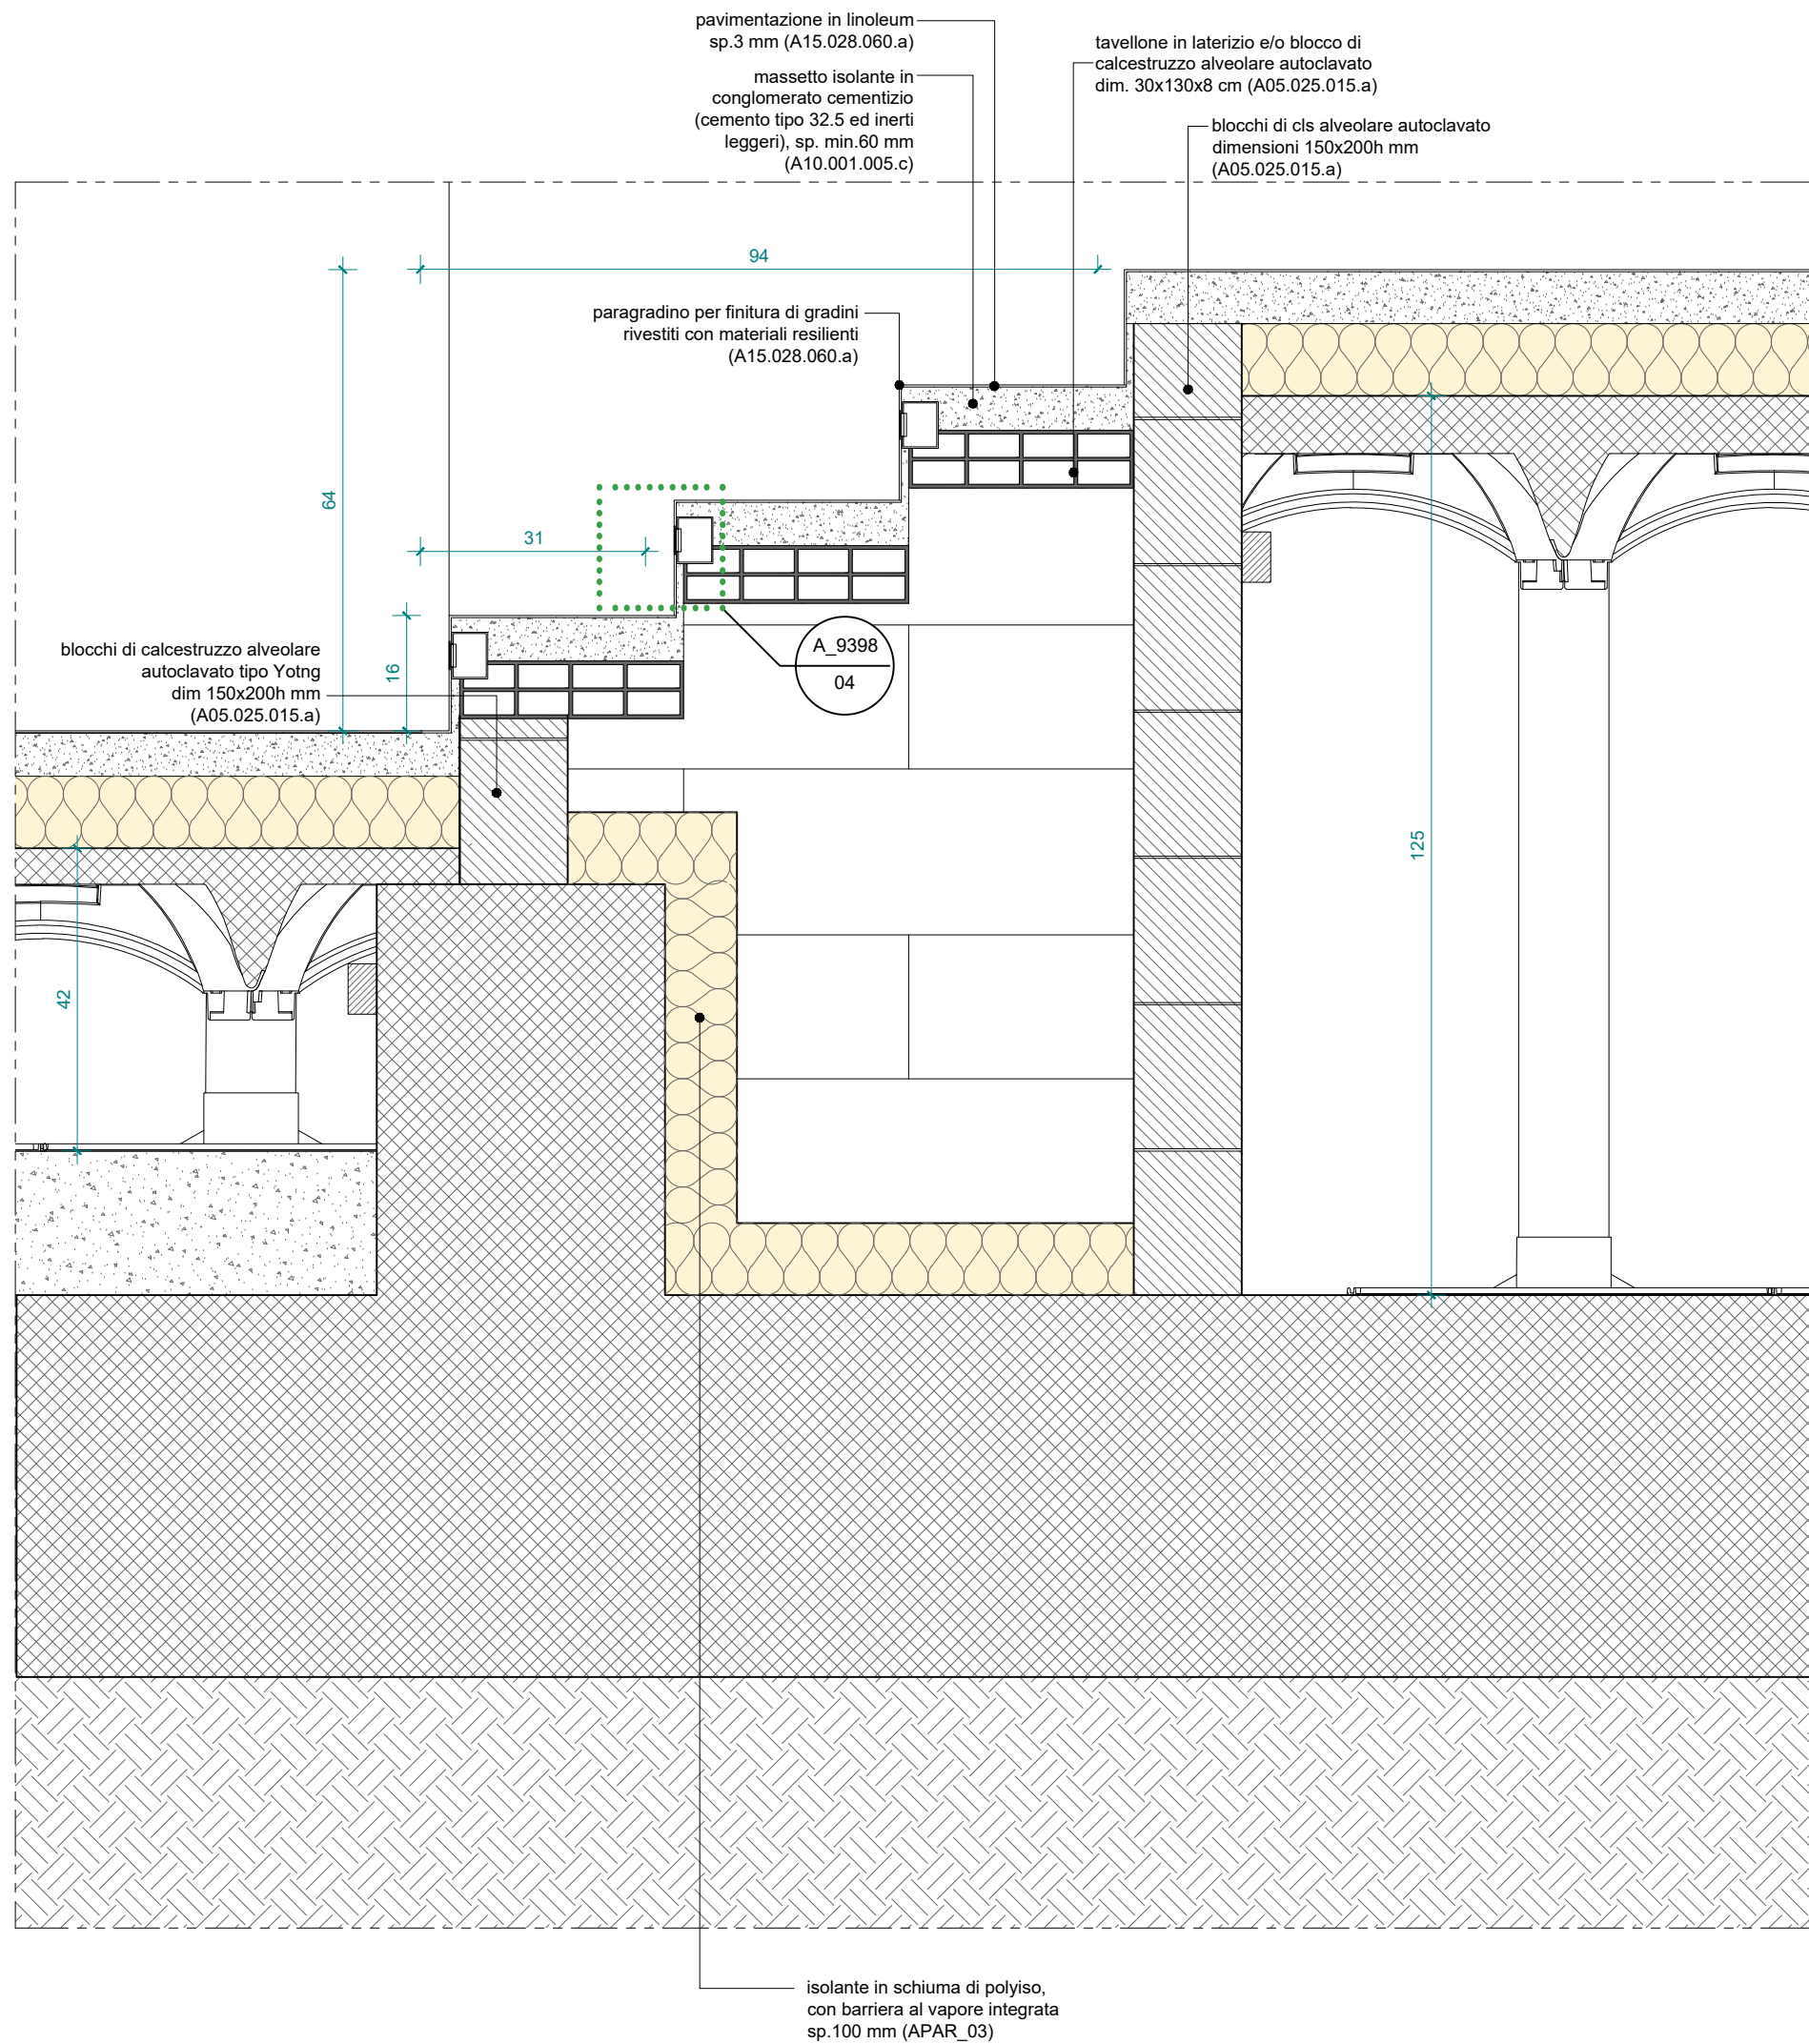 pavimentazione in linoleum
sp.3 mm (A15.028.060.a)
tavellone in laterizio e/o blocco di
calcestruzzo alveolare autoclavato
dim. 30x130x8 cm (A05.025.015.a)
massetto isolante in
conglomerato cementizio
(cemento tipo 32.5 ed inerti
leggeri), sp. min.60 mm
(A10.001.005.c)
blocchi di cls alveolare autoclavato
dimensioni 150x200h mm
(A05.025.015.a)
94
paragradino per finitura di gradini
rivestiti con materiali resilienti
(A15.028.060.a)
64
31
16
blocchi di calcestruzzo alveolare
autoclavato tipo Yotng
dim 150x200h mm
(A05.025.015.a)
A_9398
04
125
42
isolante in schiuma di polyiso,
con barriera al vapore integrata
sp.100 mm (APAR_03)